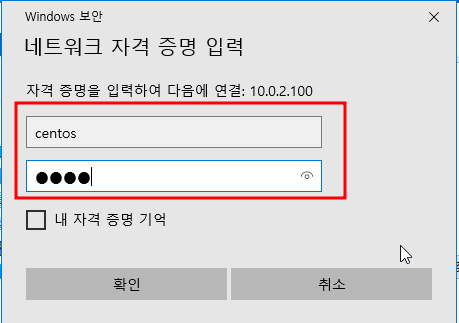 Windows 보안
네트워크 자격 증명 입력
자격 증명을 입력하여 다음에 연결: 10.0.2.100
centos
●●●●
내 자격 증명 기억
확인
취소